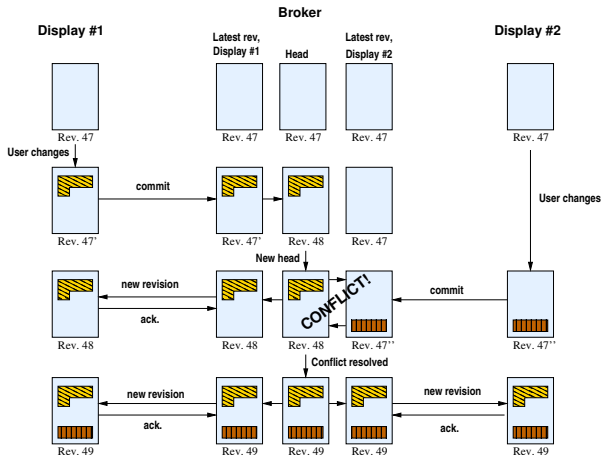 Broker
Display #1
Display #2
Latest rev,
Display #1
Head
Latest rev,
Display #2
Rev. 47
Rev. 47
Rev. 47
Rev. 47
Rev. 47
User changes
commit
User changes
Rev. 47'
Rev. 47'
Rev. 48
Rev. 47
New head
new revision
CONFLICT!
commit
ack.
Rev. 48
Rev. 48
Rev. 48
Rev. 47''
Rev. 47''
Conflict resolved
new revision
new revision
ack.
ack.
Rev. 49
Rev. 49
Rev. 49
Rev. 49
Rev. 49